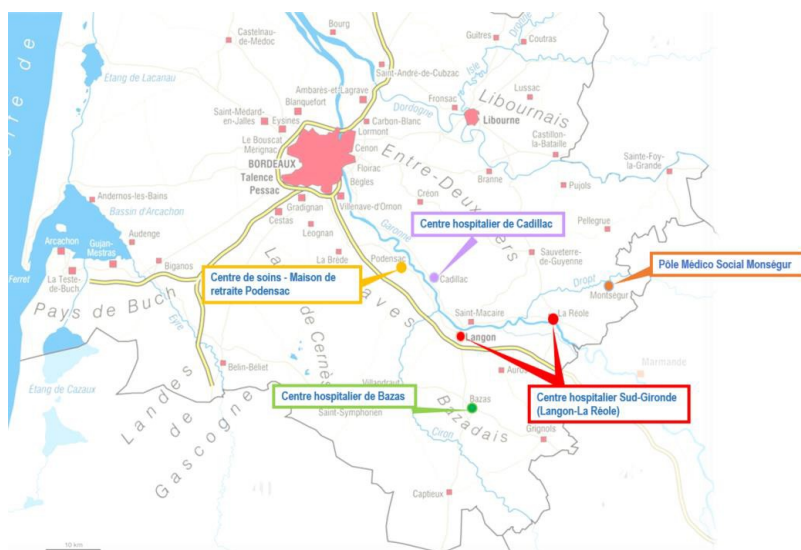 Bourg
Guitres
Coutras
Dronne
Isle
Castelnau-
de-Médoc
Saint-André-de-Cubzac
Etang de Lacanau
Ambarès-et-Lagrave
Blanquefort
Saint-Médard-
en-Jalles
Eysines
Carbon-Blanc
Lormont
Dordogne
Fronsac
Lussac
Libournais
Libourne
Le Bouscat
Mérignac
Cenon
Castillon-
la-Bataille
BORDEAUX
Talence
Pessac
Floirac
Bègles
Entre-Deux-Mers
Branne
Sainte-Foy-
la-Grande
Pujols
Andernos-les-Bains
Bassin d'Arcachon
Gradignan
Villenave-d'Ornon
Créon
Cestas
Léognan
Garonne
Centre hospitalier de Cadillac
Pellegrue
Arcachon
Gujan-
Mestras
Audenge
Biganos
La Brède
Podensac
Sauveterre-
de-Guyenne
Ferret
La Teste-
de-Buch
Centre de soins - Maison de
retraite Podensac
Cadillac
Pôle Médico Social Monségur
Dropt
Montségur
Pays de Buch
Eyre
Saint-Macaire
La Réole
Langon
Marmande
Belin-Béliet
Etang de Cazaux
Villandraut
Centre hospitalier de Bazas
Saint-Symphorien
Bazas
Centre hospitalier Sud-Gironde
(Langon-La Réole)
Landes
de
Gascogne
Bazadais
Ciron
Grignols
Captieux
10 km